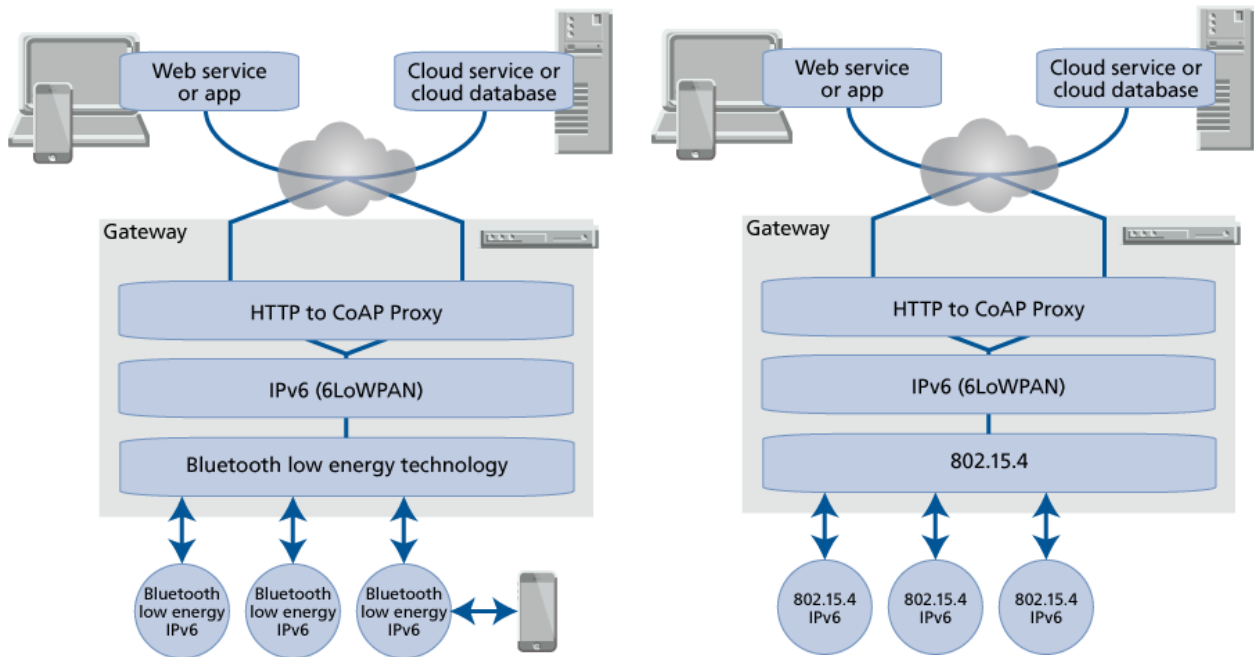 Web service
or app
Cloud service or
cloud database
Gateway
HTTP to CoAP Proxy
IPv6 (6LoWPAN)
Bluetooth low energy technology
Bluetooth
low energy
IPv6
Bluetooth
low energy
IPv6
Bluetooth
low energy
IPv6
Web service
or app
Cloud service or
cloud database
Gateway
HTTP to CoAP Proxy
IPv6 (6LoWPAN)
802.15.4
802.15.4
IPv6
802.15.4
IPv6
802.15.4
IPv6